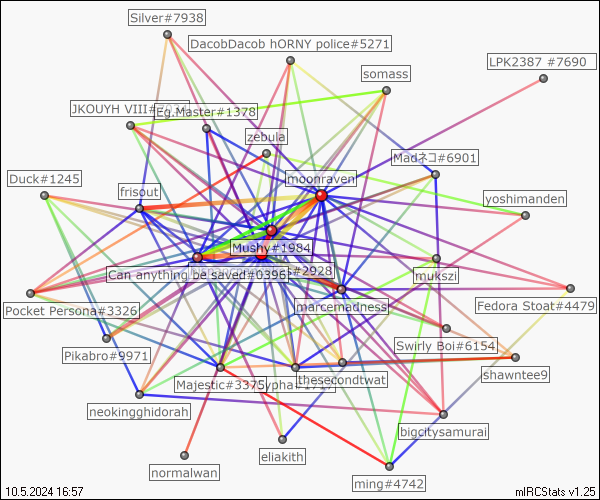 Silver#7938
DacobDacob hORNY police#5271
LPK2387 #7690
somass
JKOUYH VIII#
Eg.Master#1378
zebula
Madネコ#6901
moonraven
Duck#1245
frisout
yoshimanden
Mushy#1984
Can anything be saved#0396
#2928
mukszi
marcemadness
Pocket Persona#3326
Fedora Stoat#4479
Swirly Boi#6154
Pikabro#9971
shawntee9
Majestic#3375
thesecondtwat
neokingghidorah
bigcitysamurai
eliakith
normalwan
ming#4742
10.5.2024 16:57
mIRCStats v1.25